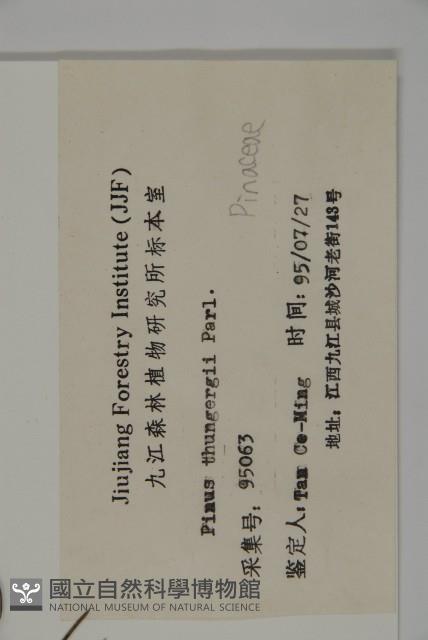 Jiujiang Forestry Institute (JJF)
九江森林植物研究所标本室
Pinaceae
Pinus thungergii Parl.
采集号: 95063
鉴定人: Tan Ce-Ming 时间: 95/07/27
地址: 江西九江县城沙河老街143号
國立自然科學博物館
NATIONAL MUSEUM OF NATURAL SCIENCE